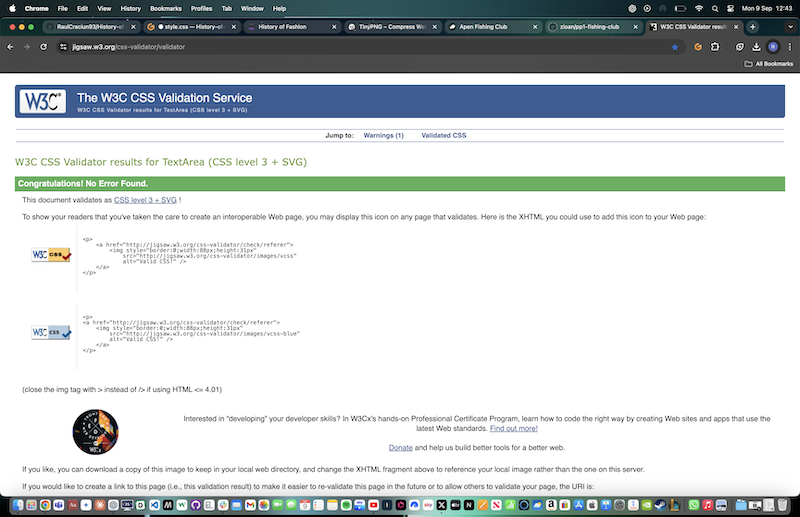 Chrome File Edit View History Bookmarks Profiles Tab Window Help
Mon 9 Sep 12:43
RaulCraciun93/History-of
style.css — History-of
History of Fashion
TinyPNG – Compress We
Apen Fishing Club
zioan/pp1-fishing-club
W3C CSS Validator resul
jigsaw.w3.org/css-validator/validator
All Bookmarks
W3C®
The W3C CSS Validation Service
W3C CSS Validator results for TextArea (CSS level 3 + SVG)
Jump to: Warnings (1) Validated CSS
W3C CSS Validator results for TextArea (CSS level 3 + SVG)
Congratulations! No Error Found.
This document validates as CSS level 3 + SVG !
To show your readers that you've taken the care to create an interoperable Web page, you may display this icon on any page that validates. Here is the XHTML you could use to add this icon to your Web page:
W3C CSS
<p>
<a href="http://jigsaw.w3.org/css-validator/check/referer">
<img style="border:0;width:88px;height:31px"
src="http://jigsaw.w3.org/css-validator/images/vcss"
alt="Valid CSS!" />
</a>
</p>
W3C CSS
<p>
<a href="http://jigsaw.w3.org/css-validator/check/referer">
<img style="border:0;width:88px;height:31px"
src="http://jigsaw.w3.org/css-validator/images/vcss-blue"
alt="Valid CSS!" />
</a>
</p>
(close the img tag with > instead of /> if using HTML <= 4.01)
Interested in "developing" your developer skills? In W3Cx's hands-on Professional Certificate Program, learn how to code the right way by creating Web sites and apps that use the
latest Web standards. Find out more!
Donate and help us build better tools for a better web.
If you like, you can download a copy of this image to keep in your local web directory, and change the XHTML fragment above to reference your local image rather than the one on this server.
If you would like to create a link to this page (i.e., this validation result) to make it easier to re-validate this page in the future or to allow others to validate your page, the URI is: